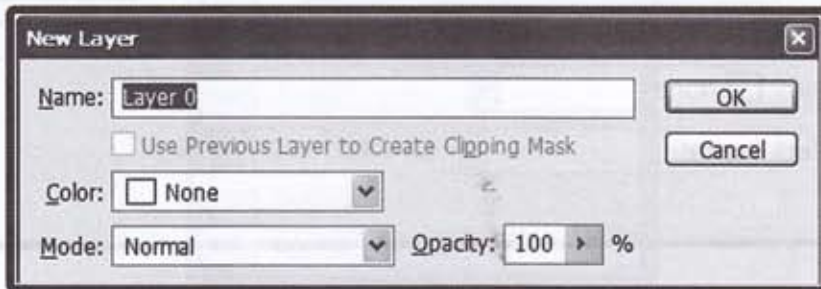 New Layer
Name: Layer 0
OK
Use Previous Layer to Create Clipping Mask
Cancel
Color: None
Mode: Normal Opacity: 100 %